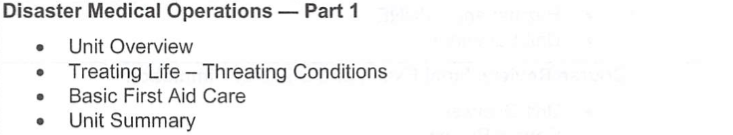 Disaster Medical Operations — Part 1
• Unit Overview
• Treating Life – Threating Conditions
• Basic First Aid Care
• Unit Summary